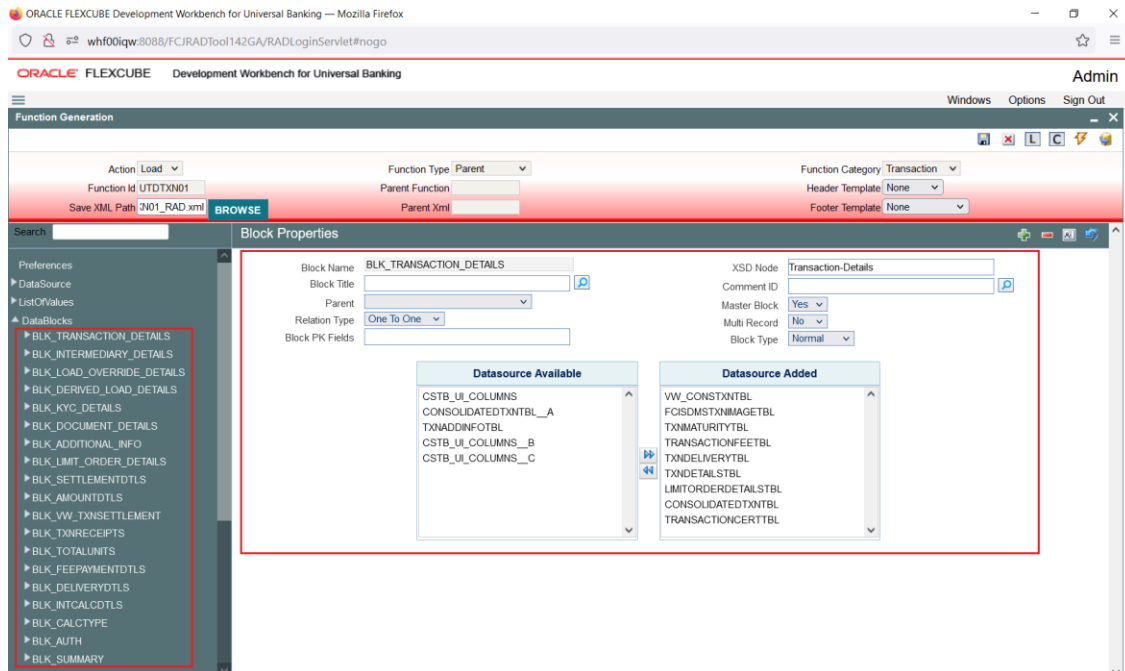 ORACLE FLEXCUBE Development Workbench for Universal Banking — Mozilla Firefox
whf00iqw:8088/FCJRADTool142GA/RADLoginServlet#nogo
ORACLE FLEXCUBE Development Workbench for Universal Banking Admin
Windows Options Sign Out
Function Generation
L C
Action Load Function Type Parent Function Category Transaction
Function Id UTDTXN01 Parent Function Header Template None
Save XML Path N01_RAD.xml BROWSE Parent Xml Footer Template None
Search
Block Properties
Preferences
DataSource
ListOfValues
DataBlocks
BLK_TRANSACTION_DETAILS
BLK_INTERMEDIARY_DETAILS
BLK_LOAD_OVERRIDE_DETAILS
BLK_DERIVED_LOAD_DETAILS
BLK_KYC_DETAILS
BLK_DOCUMENT_DETAILS
BLK_ADDITIONAL_INFO
BLK_LIMIT_ORDER_DETAILS
BLK_SETTLEMENTDTLS
BLK_AMOUNTDTLS
BLK_VW_TXNSETTLEMENT
BLK_TXNRECEIPTS
BLK_TOTALUNITS
BLK_FEEPAYMENTDTLS
BLK_DELIVERYDTLS
BLK_INTCALCDTLS
BLK_CALCTYPE
BLK_AUTH
BLK_SUMMARY
Block Name BLK_TRANSACTION_DETAILS XSD Node Transaction-Details
Block Title Comment ID
Parent Master Block Yes
Relation Type One To One Multi Record No
Block PK Fields Block Type Normal
Datasource Available
CSTB_UI_COLUMNS
CONSOLIDATEDTXNTBL__A
TXNADDINFOTBL
CSTB_UI_COLUMNS__B
CSTB_UI_COLUMNS__C
Datasource Added
VW_CONSTXNTBL
FCISDMSTXNIMAGETBL
TXNMATURITYTBL
TRANSACTIONFEETBL
TXNDELIVERYTBL
TXNDETAILSTBL
LIMITORDERDETAILSTBL
CONSOLIDATEDTXNTBL
TRANSACTIONCERTTBL